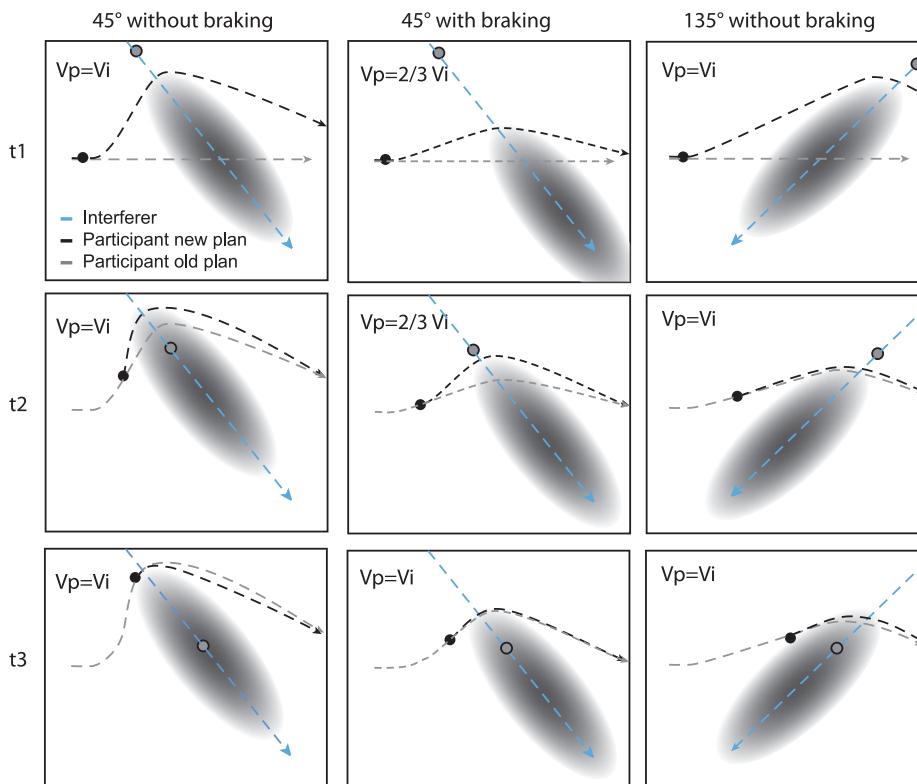 45° without braking
45° with braking
135° without braking
t1
Vp=Vi
Vp=2/3 Vi
Vp=Vi
Interferer
Participant new plan
Participant old plan
t2
Vp=Vi
Vp=2/3 Vi
Vp=Vi
t3
Vp=Vi
Vp=Vi
Vp=Vi